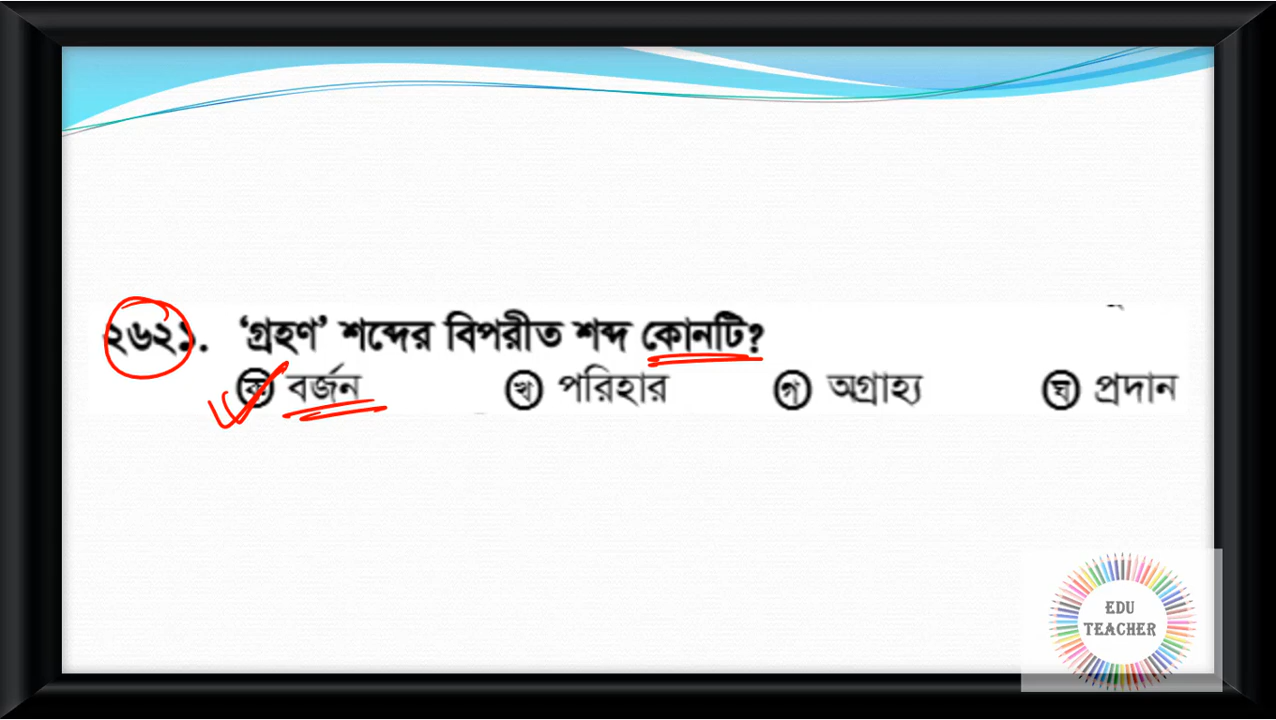 ২৬২১. ‘গ্রহণ’ শব্দের বিপরীত শব্দ কোনটি?
ক বর্জন খ পরিহার গ অগ্রাহ্য ঘ প্রদান
EDU
TEACHER